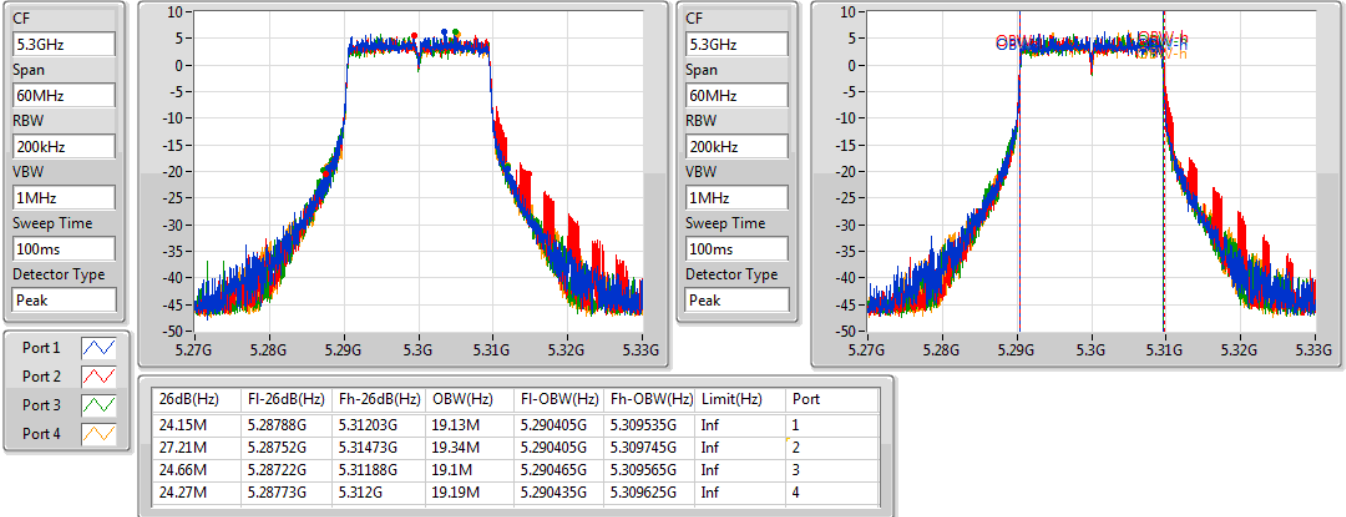 CF
5.3GHz
Span
60MHz
RBW
200kHz
VBW
1MHz
Sweep Time
100ms
Detector Type
Peak
10
5
0
-5
-10
-15
-20
-25
-30
-35
-40
-45
-50
5.27G 5.28G 5.29G 5.3G 5.31G 5.32G 5.33G
CF
5.3GHz
Span
60MHz
RBW
200kHz
VBW
1MHz
Sweep Time
100ms
Detector Type
Peak
10
5
0
-5
-10
-15
-20
-25
-30
-35
-40
-45
-50
OBW-h
OBW-h
5.27G 5.28G 5.29G 5.3G 5.31G 5.32G 5.33G
Port 1
Port 2
Port 3
Port 4
26dB(Hz) Fl-26dB(Hz) Fh-26dB(Hz) OBW(Hz) Fl-OBW(Hz) Fh-OBW(Hz) Limit(Hz) Port
24.15M 5.28788G 5.31203G 19.13M 5.290405G 5.309535G Inf 1
27.21M 5.28752G 5.31473G 19.34M 5.290405G 5.309745G Inf 2
24.66M 5.28722G 5.31188G 19.1M 5.290465G 5.309565G Inf 3
24.27M 5.28773G 5.312G 19.19M 5.290435G 5.309625G Inf 4